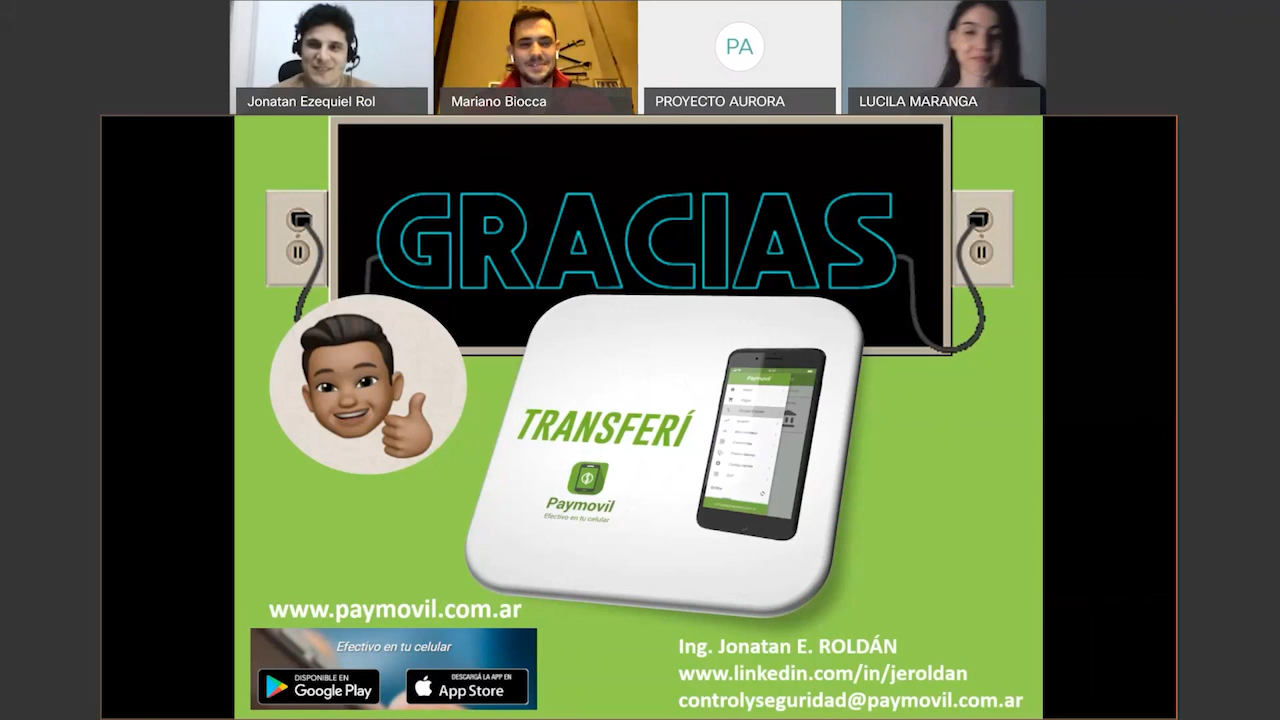 Jonatan Ezequiel Rol
Mariano Biocca
PA
PROYECTO AURORA
LUCILA MARANGA
GRACIAS
TRANSFERÍ
Paymovil
Efectivo en tu celular
Paymovil
www.paymovil.com.ar
Efectivo en tu celular
DISPONIBLE EN
Google Play
DESCARGÁ LA APP EN
App Store
Ing. Jonatan E. ROLDÁN
www.linkedin.com/in/jeroldan
controlyseguridad@paymovil.com.ar